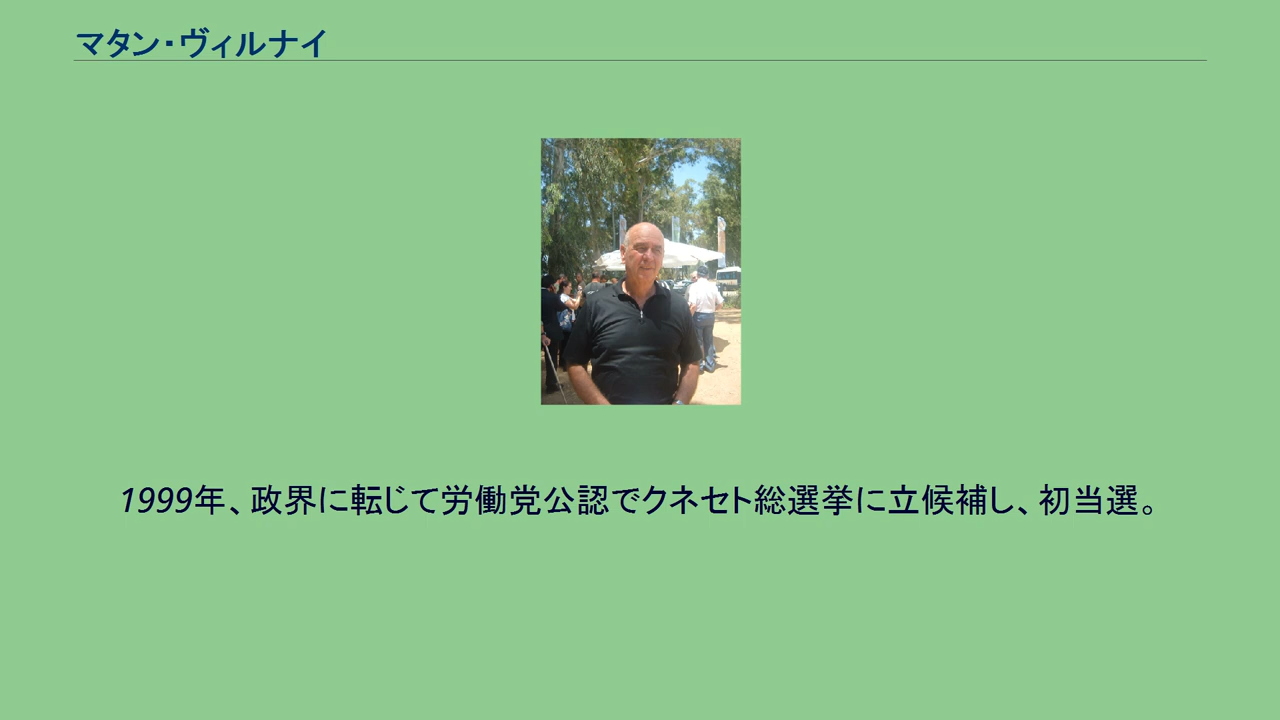 マタン・ヴィルナイ
1999年、政界に転じて労働党公認でクネセト総選挙に立候補し、初当選。